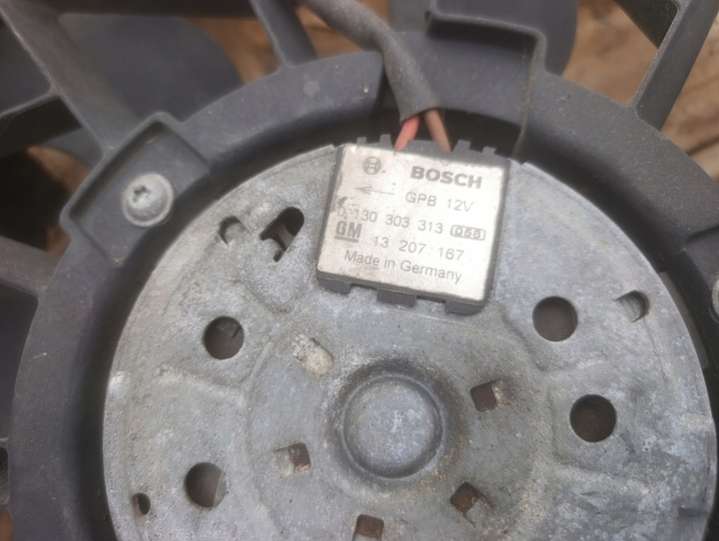 BOSCH
GPB 12V
0 130 303 313
GM 13 207 167
Made in Germany